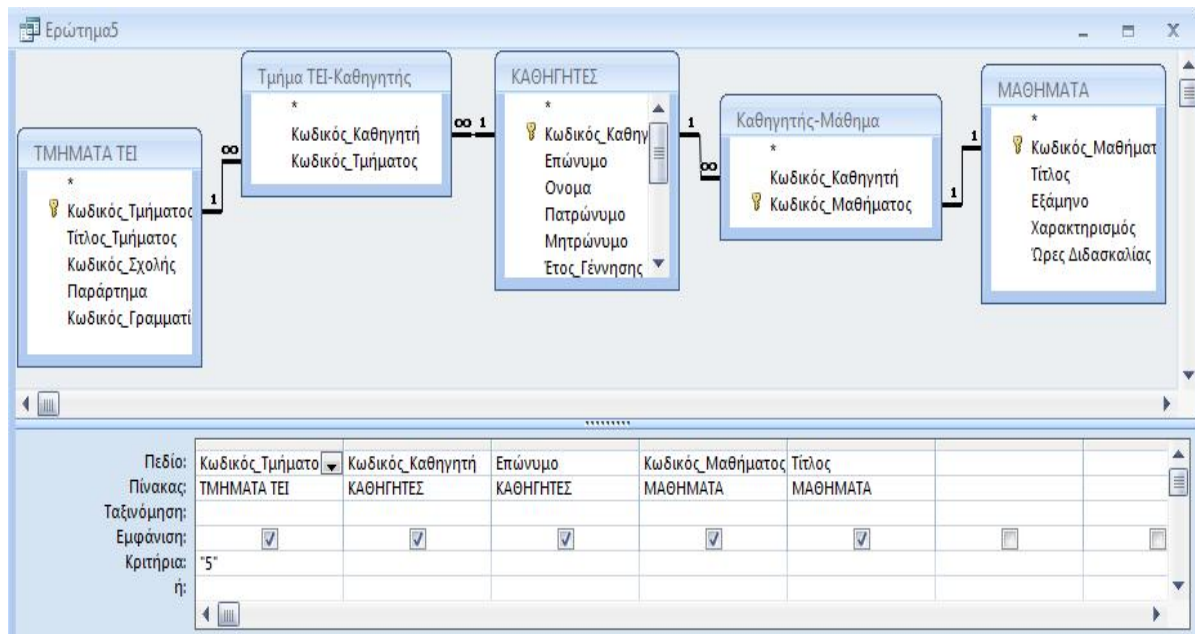 Ερώτημα5
ΤΜΗΜΑΤΑ ΤΕΙ
*
Κωδικός_Τμήματος
Τίτλος_Τμήματος
Κωδικός_Σχολής
Παράρτημα
Κωδικός_Γραμματί
1
∞
Τμήμα ΤΕΙ-Καθηγητής
*
Κωδικός_Καθηγητή
Κωδικός_Τμήματος
∞ 1
ΚΑΘΗΓΗΤΕΣ
*
Κωδικός_Καθηγ
Επώνυμο
Ονομα
Πατρώνυμο
Μητρώνυμο
Έτος_Γέννησης
1
∞
Καθηγητής-Μάθημα
*
Κωδικός_Καθηγητή
Κωδικός_Μαθήματος
1
1
ΜΑΘΗΜΑΤΑ
*
Κωδικός_Μαθήματ
Τίτλος
Εξάμηνο
Χαρακτηρισμός
Ώρες Διδασκαλίας
Πεδίο: Κωδικός_Τμήματο Κωδικός_Καθηγητή Επώνυμο Κωδικός_Μαθήματος Τίτλος
Πίνακας: ΤΜΗΜΑΤΑ ΤΕΙ ΚΑΘΗΓΗΤΕΣ ΚΑΘΗΓΗΤΕΣ ΜΑΘΗΜΑΤΑ ΜΑΘΗΜΑΤΑ
Ταξινόμηση:
Εμφάνιση:
Κριτήρια: "5"
ή: